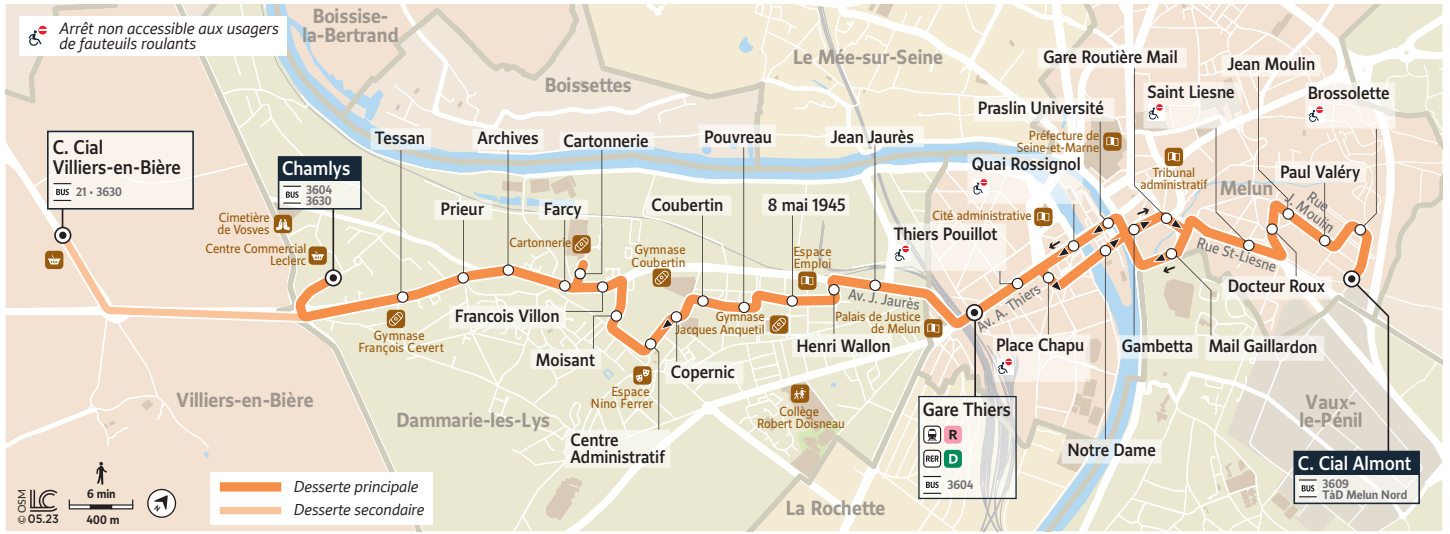 Arrêt non accessible aux usagers
de fauteuils roulants
Boissise-
la-Bertrand
Boissettes
Le Mée-sur-Seine
Gare Routière Mail
Jean Moulin
Saint Liesne
Brossolette
Praslin Université
Préfecture de
Seine-et-Marne
Quai Rossignol
Tribunal
administratif
Melun
Paul Valéry
Rue
J. Moulin
C. Cial
Villiers-en-Bière
BUS 21 • 3630
Chamlys
BUS 3604
3630
Tessan
Archives
Cartonnerie
Pouvreau
Jean Jaurès
Prieur
Farcy
Coubertin
8 mai 1945
Cimetière
de Vosves
Centre Commercial
Leclerc
Cartonnerie
Gymnase
Coubertin
Espace
Emploi
Cité administrative
Thiers Pouillot
Rue St-Liesne
Docteur Roux
Av. J. Jaurès
Av. A. Thiers
Gymnase
François Cevert
Francois Villon
Gymnase
Jacques Anquetil
Palais de Justice
de Melun
Moisant
Copernic
Henri Wallon
Place Chapu
Gambetta
Mail Gaillardon
Espace
Nino Ferrer
Collège
Robert Doisneau
Villiers-en-Bière
Dammarie-les-Lys
Centre
Administratif
Gare Thiers
R
RER D
BUS 3604
Notre Dame
Vaux-
le-Pénil
C. Cial Almont
BUS 3609
TàD Melun Nord
La Rochette
© OSM
LC
05.23
6 min
400 m
Desserte principale
Desserte secondaire